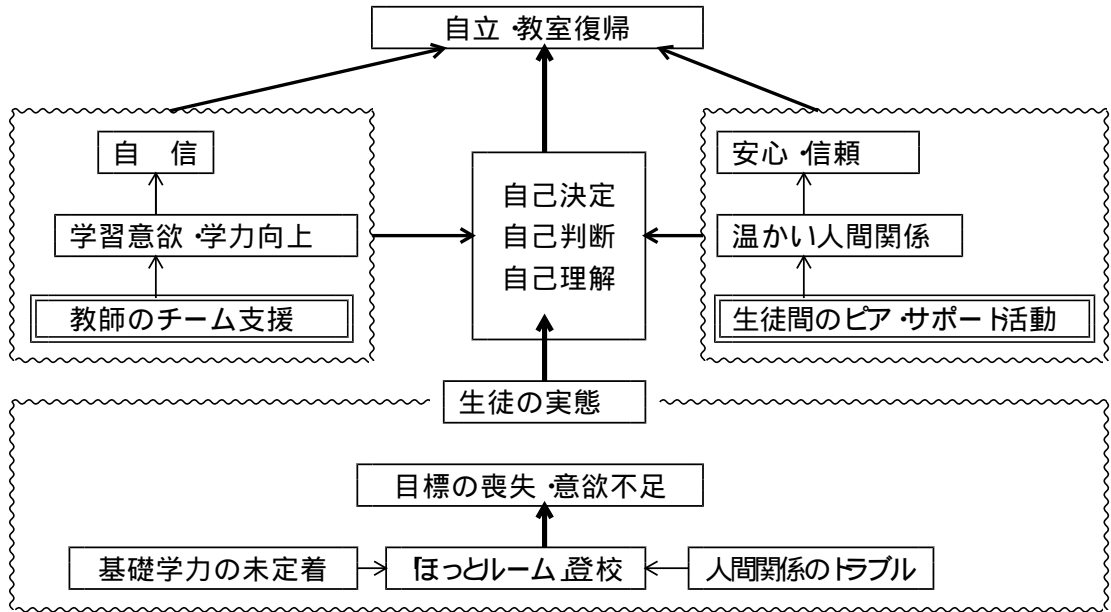 自立・教室復帰
自　信
学習意欲・学力向上
教師のチーム支援
自己決定
自己判断
自己理解
安心・信頼
温かい人間関係
生徒間のピア・サポート活動
生徒の実態
目標の喪失・意欲不足
基礎学力の未定着
「ほっとルーム」登校
人間関係のトラブル